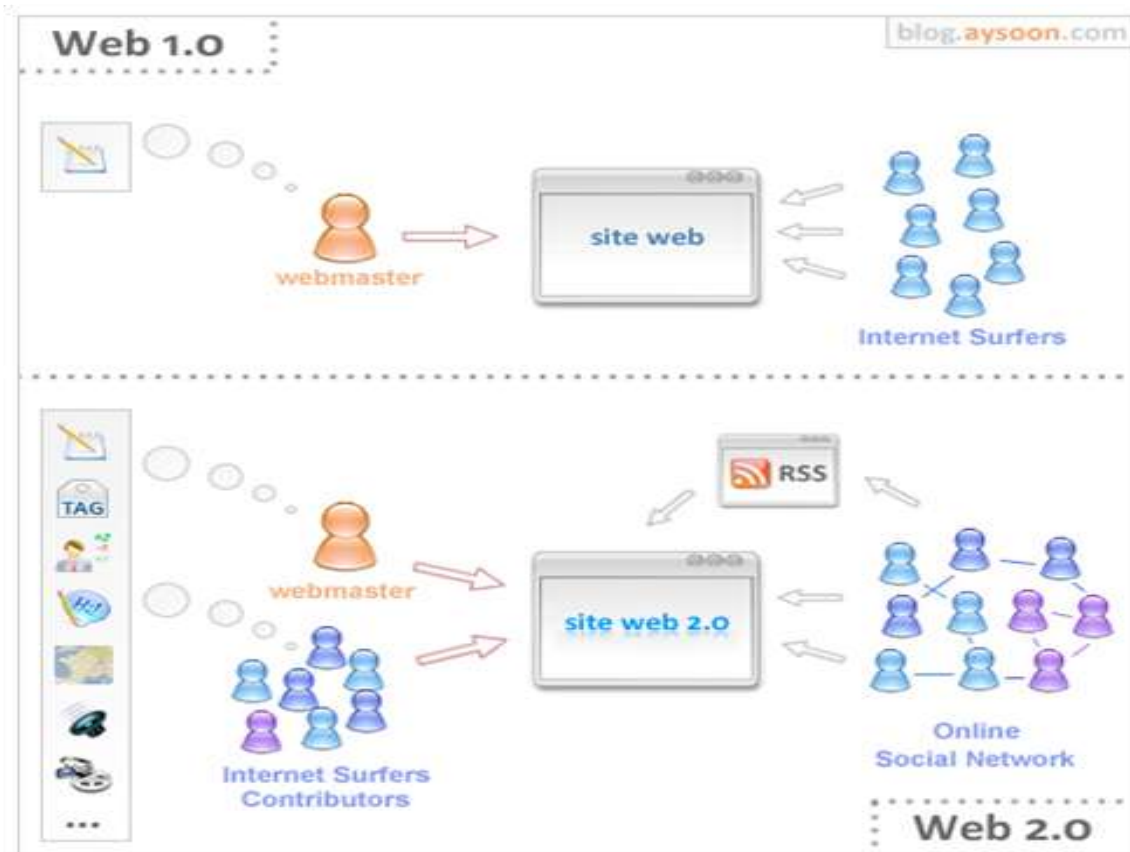 Web 1.0
blog.aysoon.com
site web
webmaster
Internet Surfers
TAG
RSS
webmaster
site web 2.0
Hi!
Internet Surfers
Contributors
Online
Social Network
...
Web 2.0